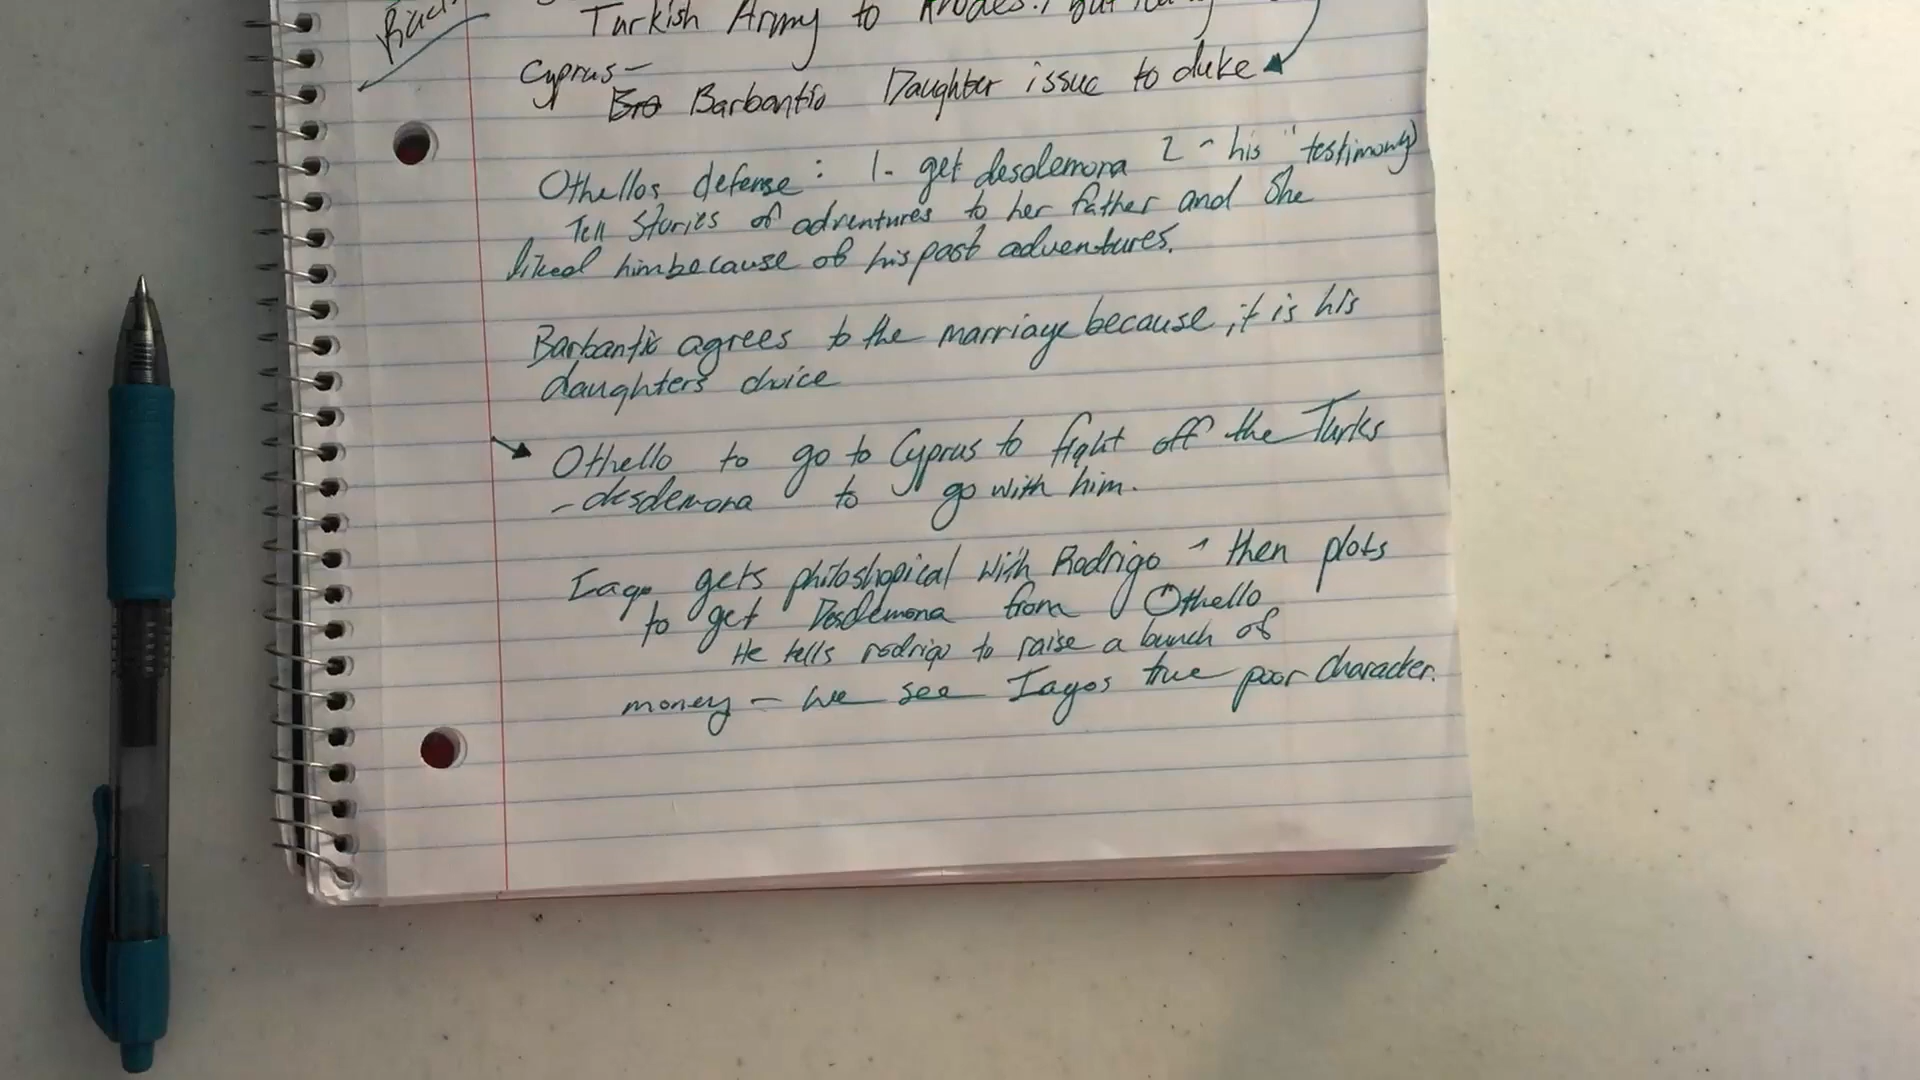 Turkish Army to Rhodes. , but
Cyprus-
Bro Barbantio Daughter issue to duke
Othellos defense : 1- get desdemona 2 - his "testimony)
Tell stories of adventures to her father and She
liked him because of his past adventures.
Barbantio agrees to the marriage because it is his
daughters choice
Othello to go to Cyprus to fight off the Turks
- desdemona to go with him.
Iago gets philoshopical with Rodrigo - then plots
to get Desdemona from Othello
He tells rodrigo to raise a bunch of
money - we see Iagos true poor Character.